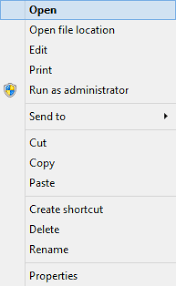 Open
Open file location
Edit
Print
Run as administrator
Send to
Cut
Copy
Paste
Create shortcut
Delete
Rename
Properties